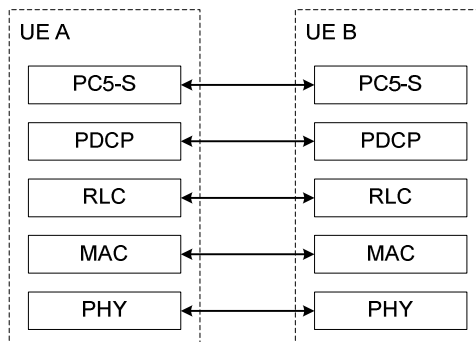 UE A UE B
PC5-S PC5-S
PDCP PDCP
RLC RLC
MAC MAC
PHY PHY